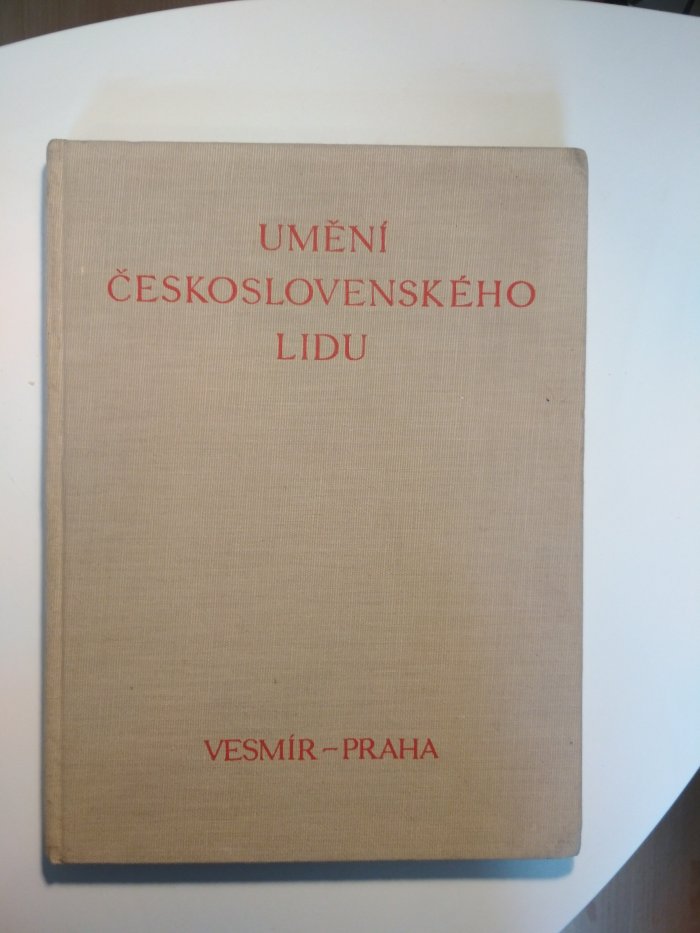 UMĚNÍ
ČESKOSLOVENSKÉHO
LIDU
VESMÍR – PRAHA